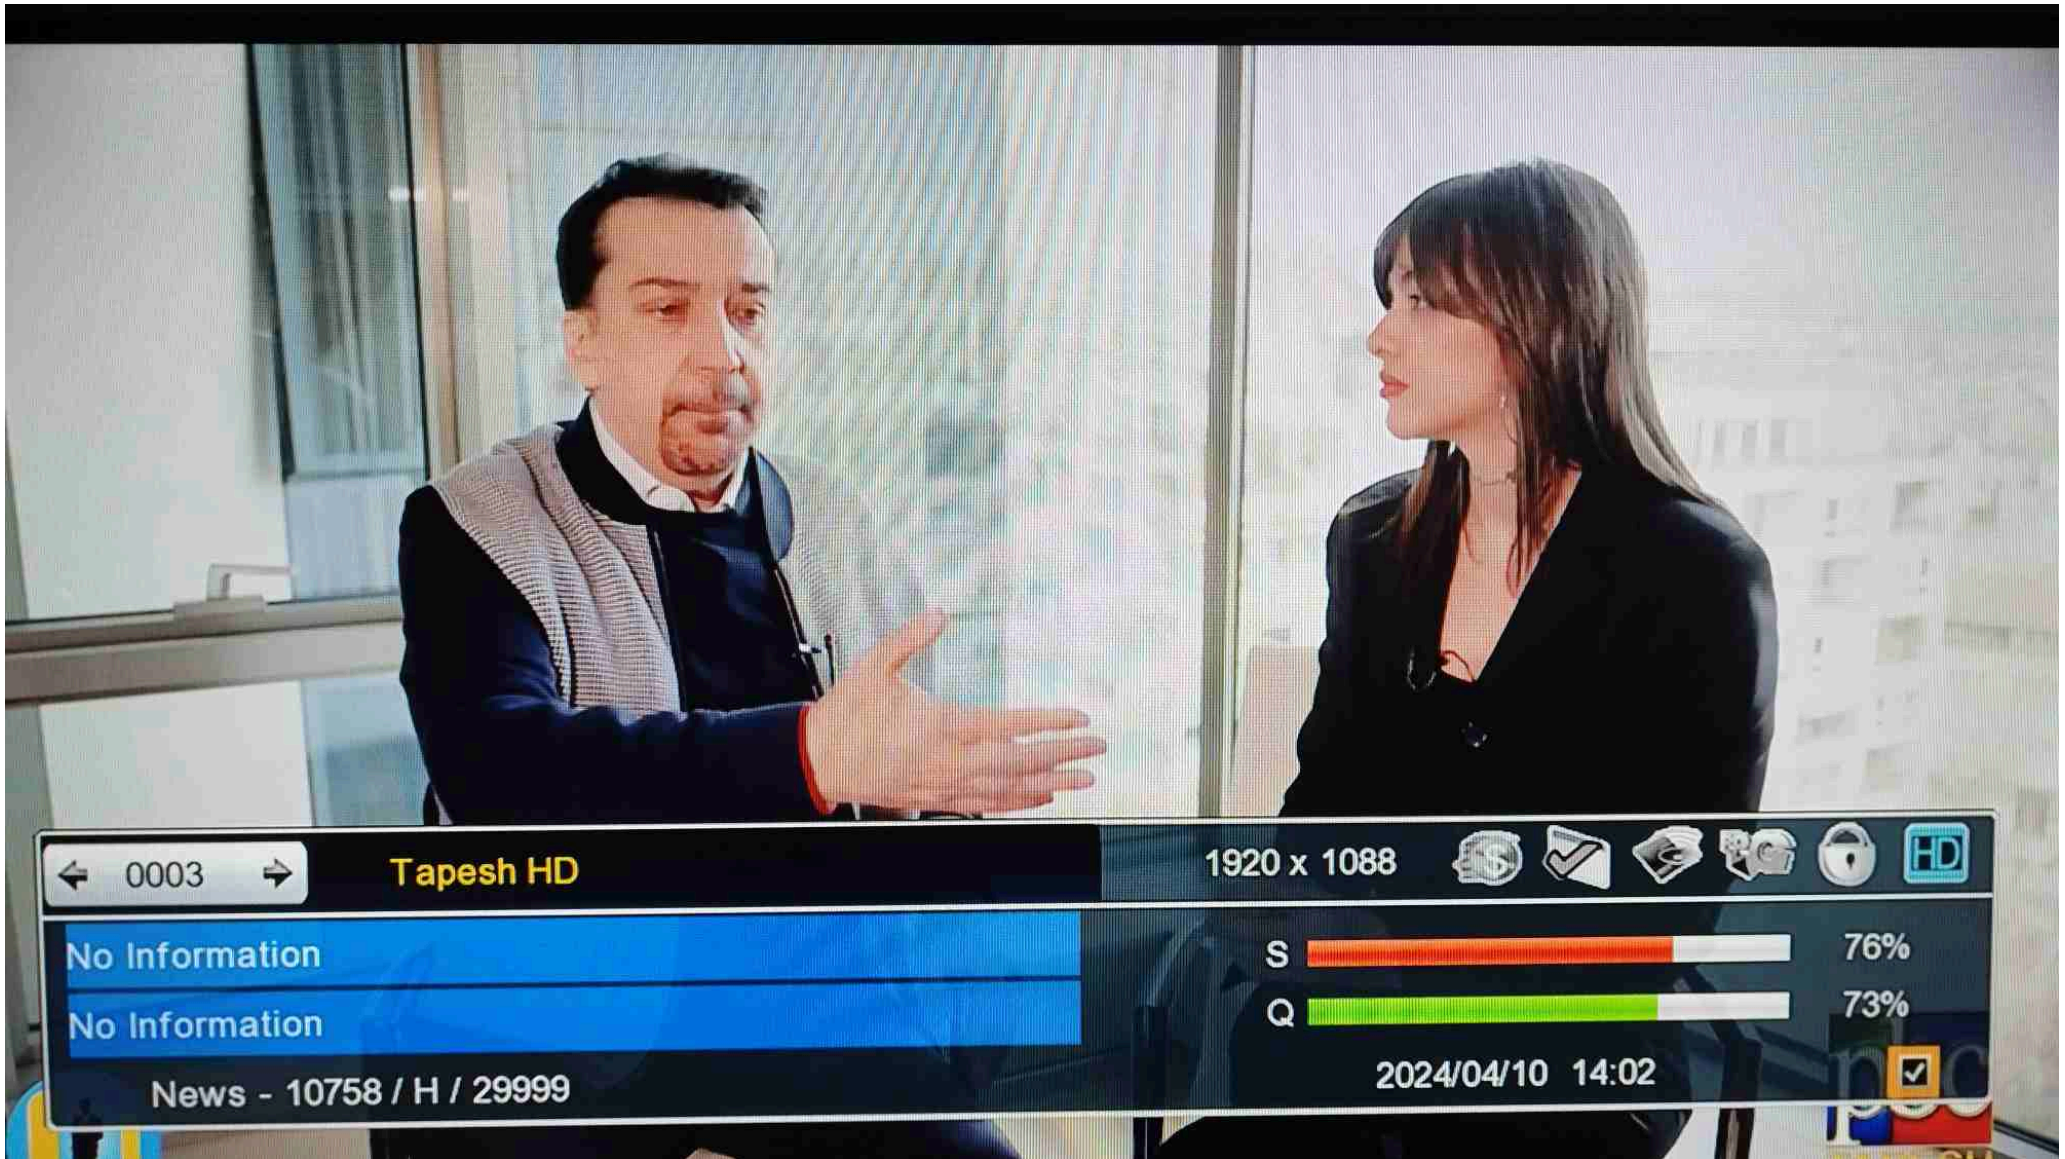 0003
Tapesh HD
1920 x 1088
HD
No Information
No Information
S 76%
Q 73%
News - 10758 / H / 29999
2024/04/10 14:02